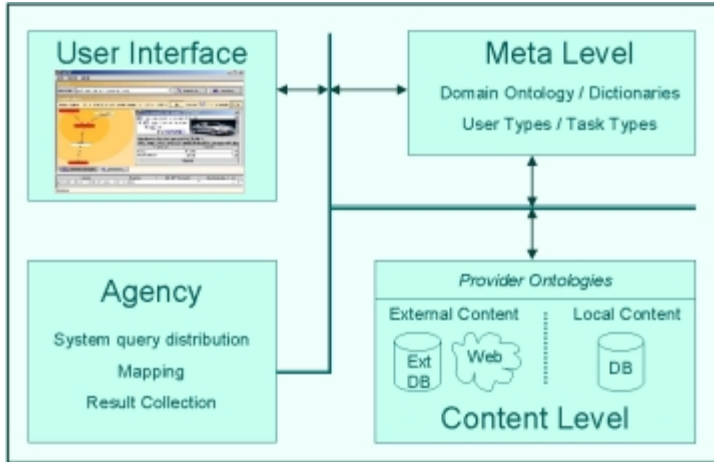 User Interface
Meta Level
Domain Ontology / Dictionaries
User Types / Task Types
Agency
System query distribution
Mapping
Result Collection
Provider Ontologies
External Content
Local Content
Ext
DB
Web
DB
Content Level